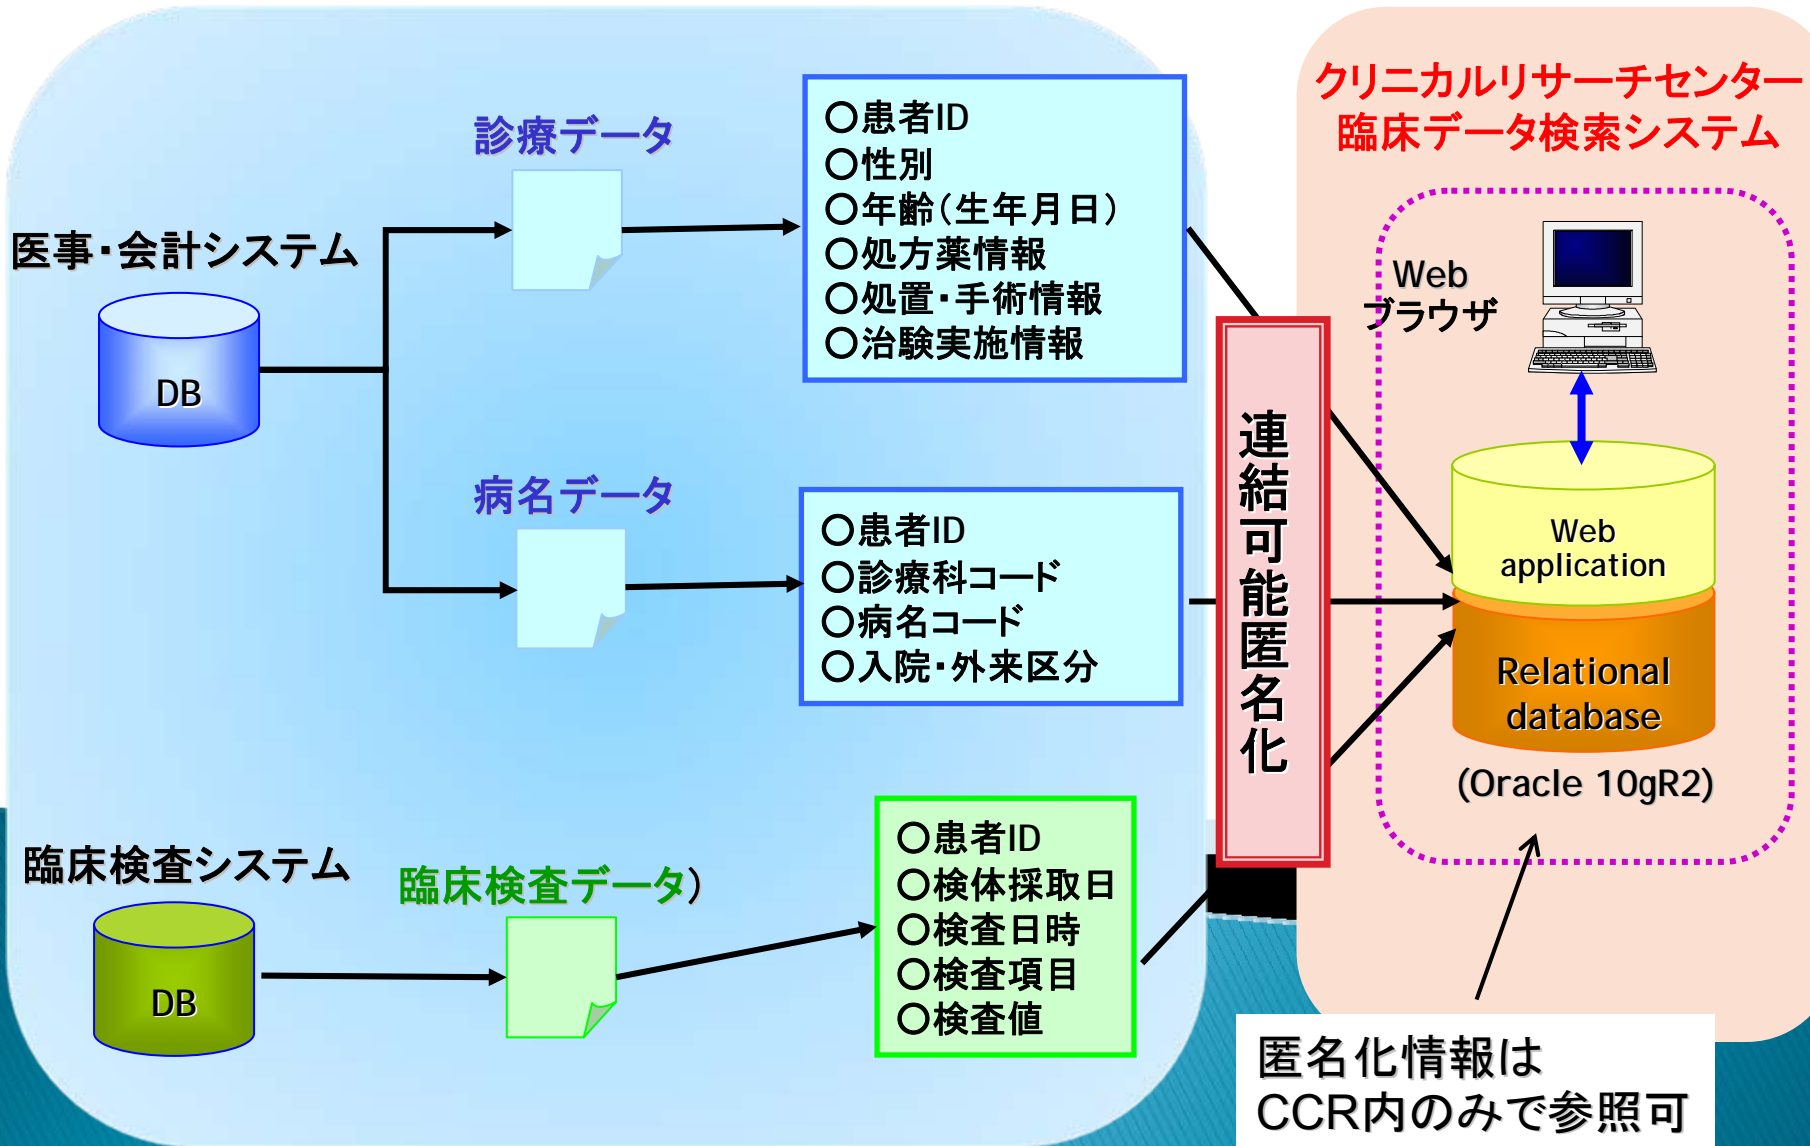 医事・会計システム
DB
診療データ
○患者ID
○性別
○年齢（生年月日）
○処方薬情報
○処置・手術情報
○治験実施情報
病名データ
○患者ID
○診療科コード
○病名コード
○入院・外来区分
臨床検査システム
DB
臨床検査データ）
○患者ID
○検体採取日
○検査日時
○検査項目
○検査値
連結可能匿名化
クリニカルリサーチセンター
臨床データ検索システム
Web
ブラウザ
Web
application
Relational
database
(Oracle 10gR2)
匿名化情報は
CCR内のみで参照可